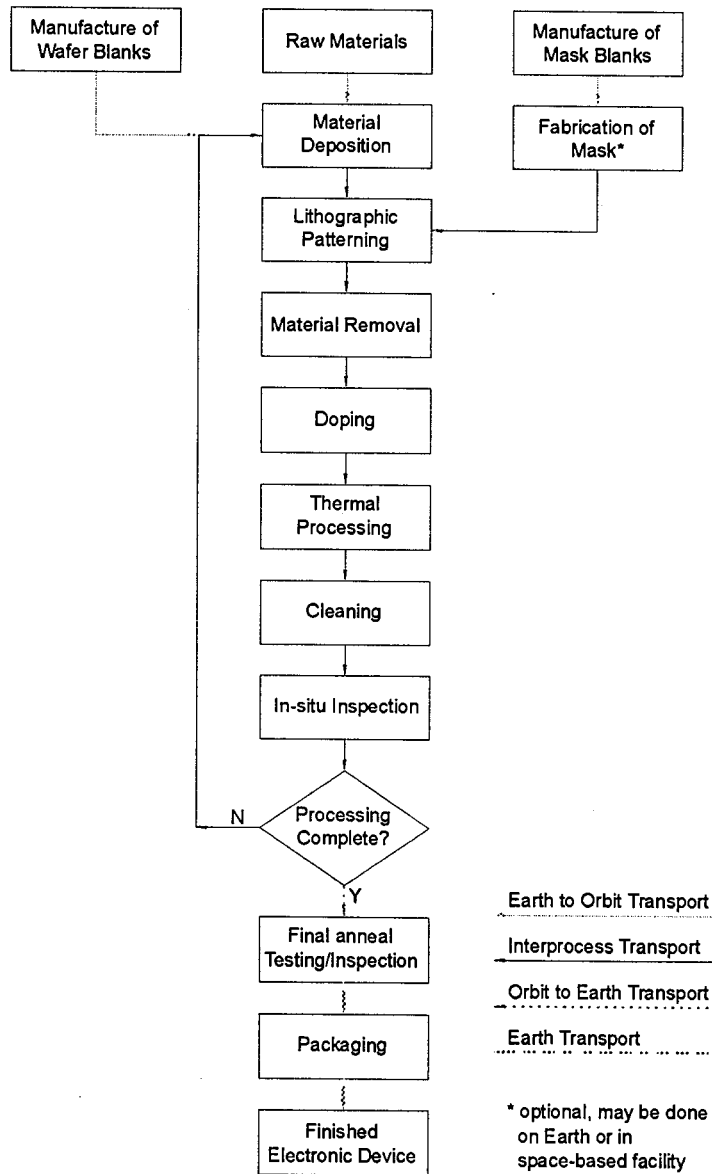 Manufacture of
Wafer Blanks
Raw Materials
Manufacture of
Mask Blanks
Material
Deposition
Fabrication of
Mask*
Lithographic
Patterning
Material Removal
Doping
Thermal
Processing
Cleaning
In-situ Inspection
Processing
Complete?
N
Y
Final anneal
Testing/Inspection
Packaging
Finished
Electronic Device
Earth to Orbit Transport
Interprocess Transport
Orbit to Earth Transport
Earth Transport
* optional, may be done
on Earth or in
space-based facility